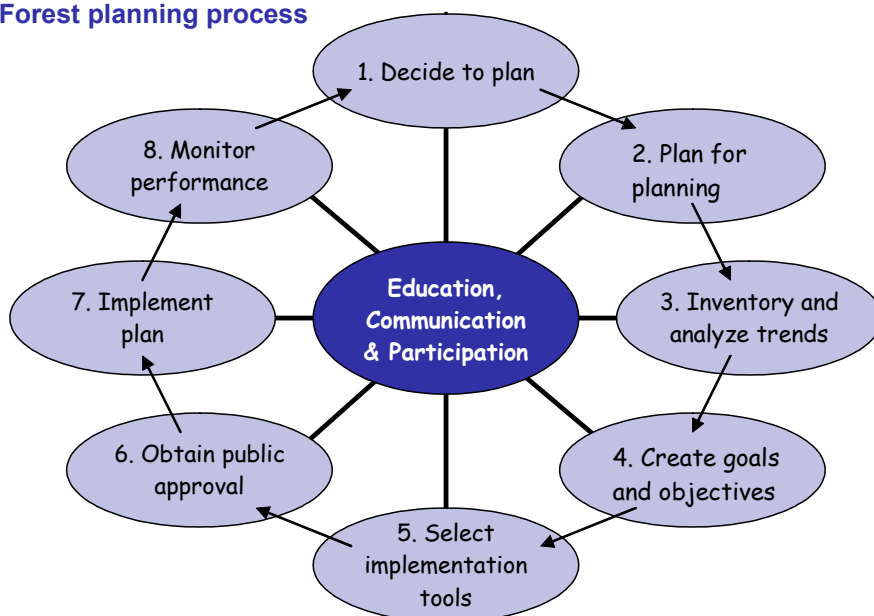 Forest planning process
1. Decide to plan
2. Plan for
planning
3. Inventory and
analyze trends
4. Create goals
and objectives
5. Select
implementation
tools
6. Obtain public
approval
7. Implement
plan
8. Monitor
performance
Education,
Communication
& Participation